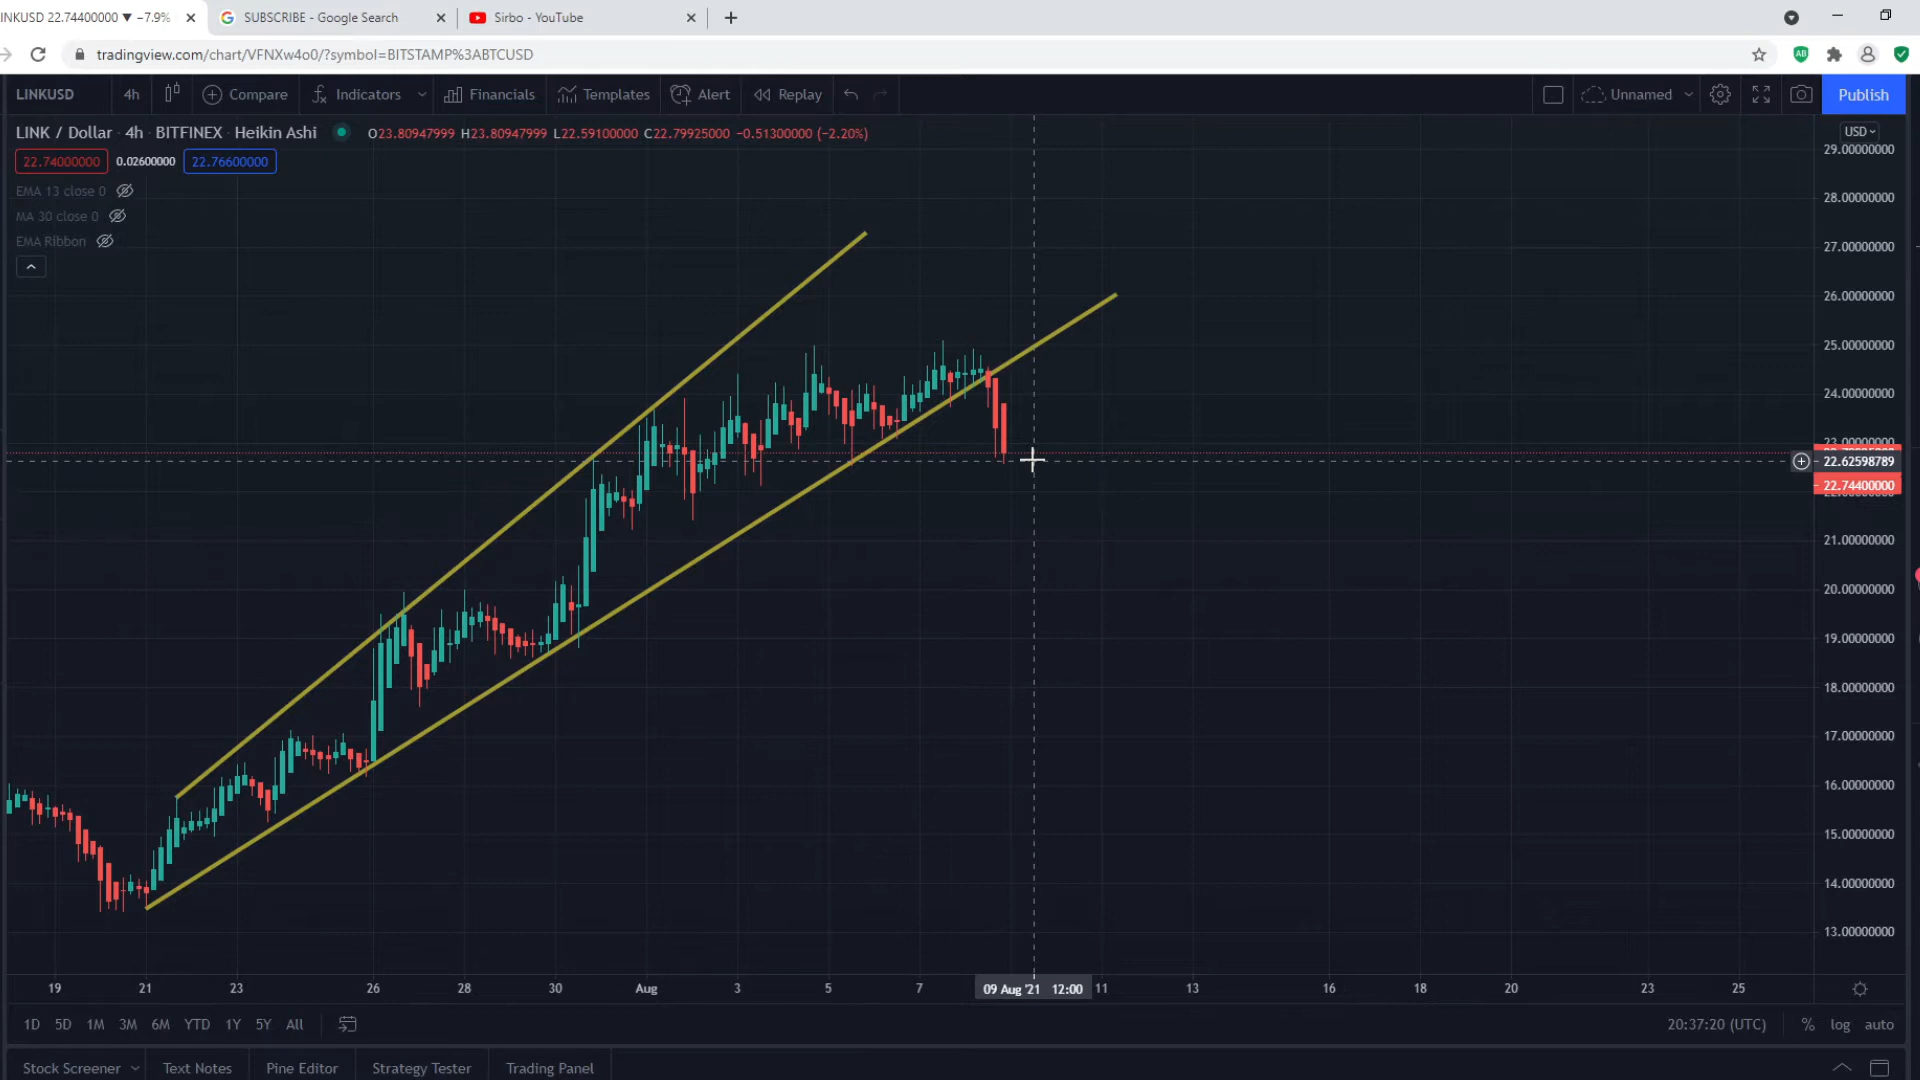 INKUSD 22.74400000 ▼ −7.9%
SUBSCRIBE - Google Search
Sirbo - YouTube
tradingview.com/chart/VFNXw4o0/?symbol=BITSTAMP%3ABTCUSD
LINKUSD 4h Compare Indicators Financials Templates Alert Replay Unnamed Publish
LINK / Dollar · 4h · BITFINEX · Heikin Ashi O23.80947999 H23.80947999 L22.59100000 C22.79925000 −0.51300000 (−2.20%)
USD
22.74000000 0.02600000 22.76600000
EMA 13 close 0
MA 30 close 0
EMA Ribbon
29.00000000
28.00000000
27.00000000
26.00000000
25.00000000
24.00000000
23.00000000
22.62598789
22.74400000
21.00000000
20.00000000
19.00000000
18.00000000
17.00000000
16.00000000
15.00000000
14.00000000
13.00000000
19 21 23 26 28 30 Aug 3 5 7 09 Aug '21 12:00 11 13 16 18 20 23 25
1D 5D 1M 3M 6M YTD 1Y 5Y All 20:37:20 (UTC) % log auto
Stock Screener Text Notes Pine Editor Strategy Tester Trading Panel